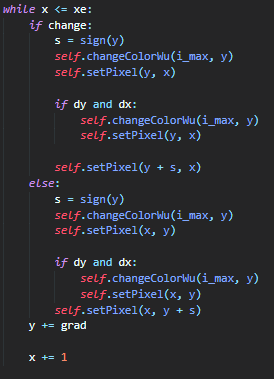 while x <= xe:
    if change:
        s = sign(y)
        self.changeColorWu(i_max, y)
        self.setPixel(y, x)

        if dy and dx:
            self.changeColorWu(i_max, y)
            self.setPixel(y, x)

        self.setPixel(y + s, x)
    else:
        s = sign(y)
        self.changeColorWu(i_max, y)
        self.setPixel(x, y)

        if dy and dx:
            self.changeColorWu(i_max, y)
            self.setPixel(x, y)
        self.setPixel(x, y + s)
    y += grad

    x += 1